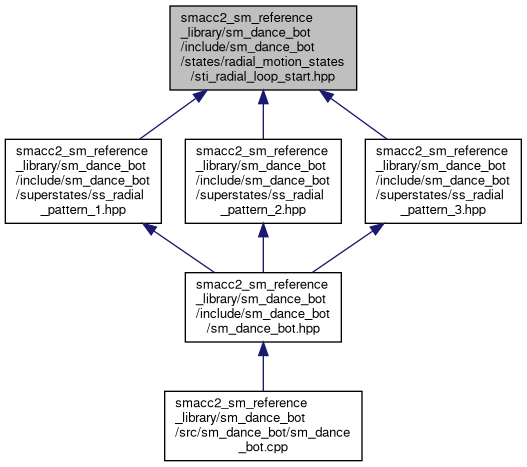 smacc2_sm_reference
_library/sm_dance_bot
/include/sm_dance_bot
/states/radial_motion_states
/sti_radial_loop_start.hpp
smacc2_sm_reference
_library/sm_dance_bot
/include/sm_dance_bot
/superstates/ss_radial
_pattern_1.hpp
smacc2_sm_reference
_library/sm_dance_bot
/include/sm_dance_bot
/superstates/ss_radial
_pattern_2.hpp
smacc2_sm_reference
_library/sm_dance_bot
/include/sm_dance_bot
/superstates/ss_radial
_pattern_3.hpp
smacc2_sm_reference
_library/sm_dance_bot
/include/sm_dance_bot
/sm_dance_bot.hpp
smacc2_sm_reference
_library/sm_dance_bot
/src/sm_dance_bot/sm_dance
_bot.cpp